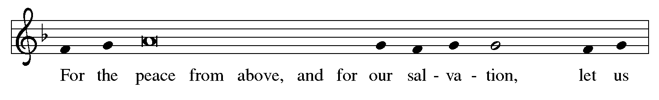 For the peace from above, and for our sal - va - tion, let us